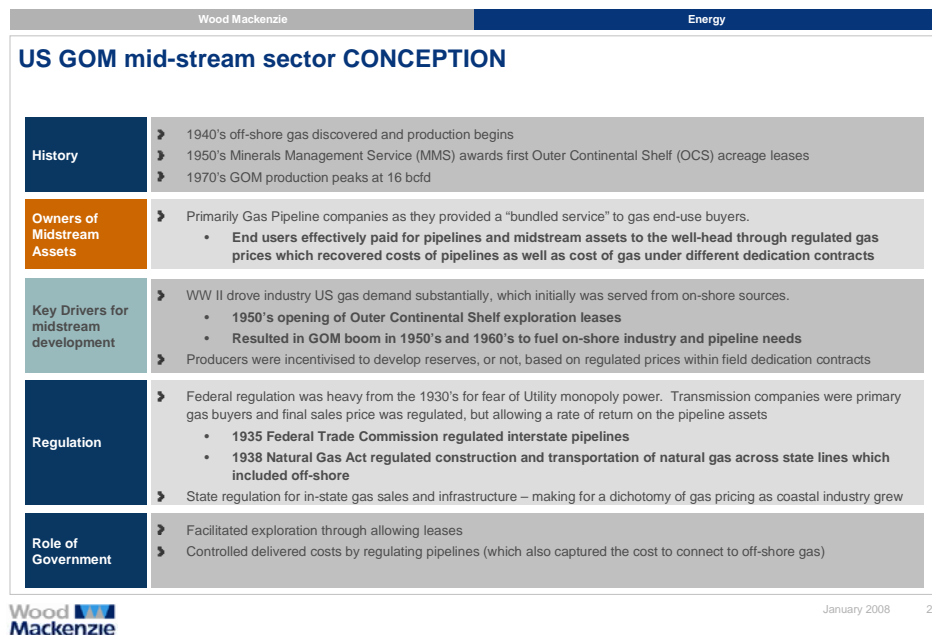 Wood Mackenzie
Energy
US GOM mid-stream sector CONCEPTION
History
1940's off-shore gas discovered and production begins
1950's Minerals Management Service (MMS) awards first Outer Continental Shelf (OCS) acreage leases
1970's GOM production peaks at 16 bcfd
Owners of
Midstream
Assets
Primarily Gas Pipeline companies as they provided a "bundled service" to gas end-use buyers.
• End users effectively paid for pipelines and midstream assets to the well-head through regulated gas
prices which recovered costs of pipelines as well as cost of gas under different dedication contracts
Key Drivers for
midstream
development
WW II drove industry US gas demand substantially, which initially was served from on-shore sources.
• 1950's opening of Outer Continental Shelf exploration leases
• Resulted in GOM boom in 1950's and 1960's to fuel on-shore industry and pipeline needs
Producers were incentivised to develop reserves, or not, based on regulated prices within field dedication contracts
Regulation
Federal regulation was heavy from the 1930's for fear of Utility monopoly power. Transmission companies were primary
gas buyers and final sales price was regulated, but allowing a rate of return on the pipeline assets
• 1935 Federal Trade Commission regulated interstate pipelines
• 1938 Natural Gas Act regulated construction and transportation of natural gas across state lines which
included off-shore
State regulation for in-state gas sales and infrastructure – making for a dichotomy of gas pricing as coastal industry grew
Role of
Government
Facilitated exploration through allowing leases
Controlled delivered costs by regulating pipelines (which also captured the cost to connect to off-shore gas)
Wood
Mackenzie
January 2008 2